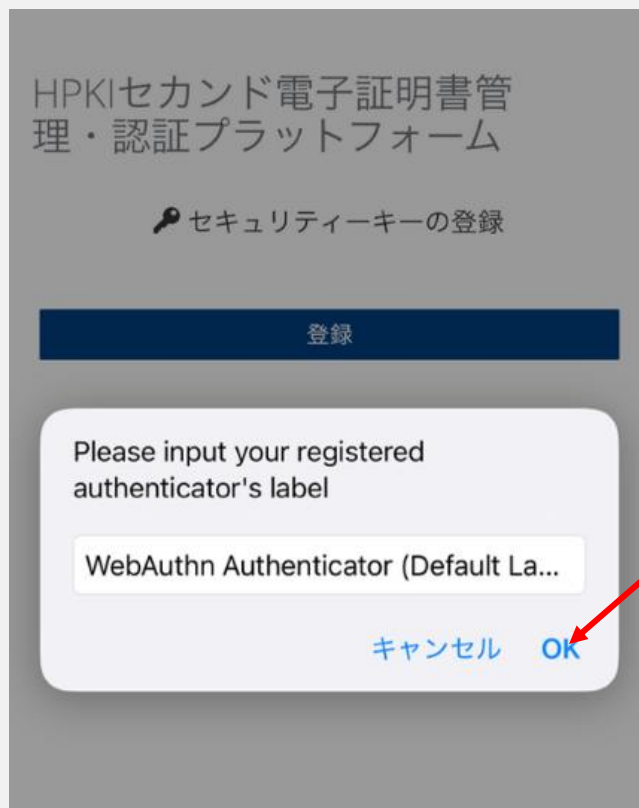 HPKIセカンド電子証明書管
理・認証プラットフォーム
セキュリティーキーの登録
登録
Please input your registered
authenticator's label
WebAuthn Authenticator (Default La...
キャンセル OK